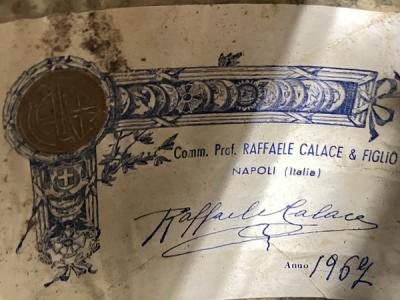 Comm. Prof. RAFFAELE CALACE & FIGLIO
NAPOLI (Italia)
Raffaele Calace
Anno 1962